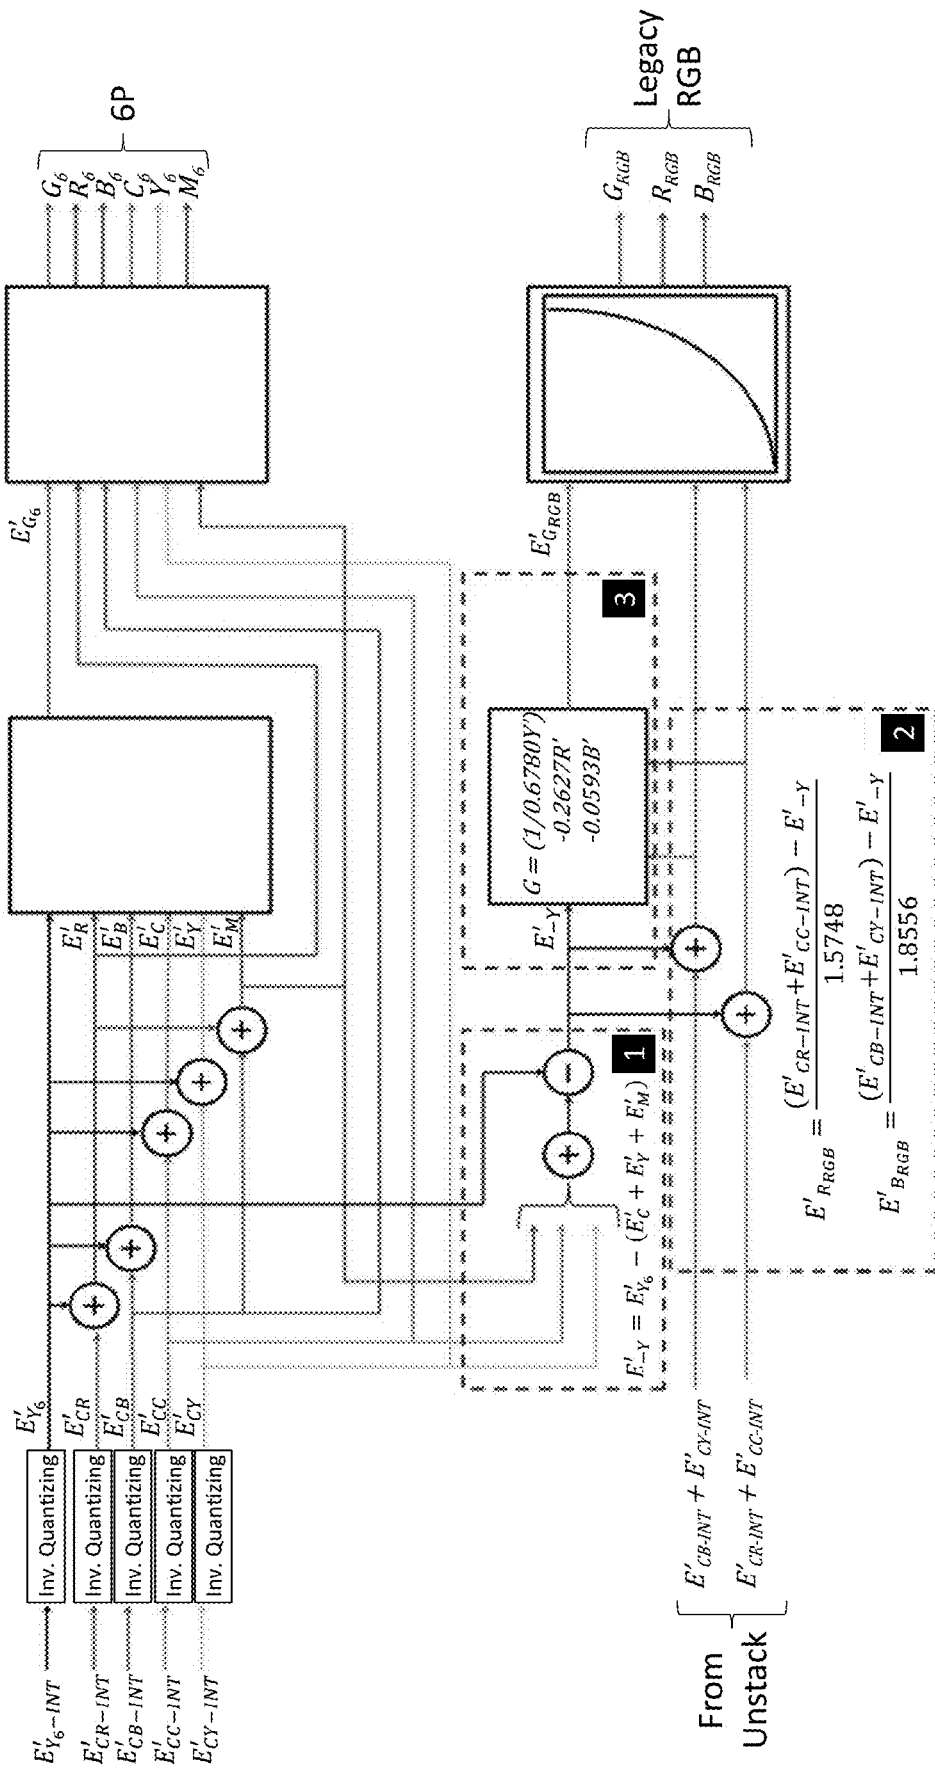 E'Y6-INT
E'CR-INT
E'CB-INT
E'CC-INT
E'CY-INT
Inv. Quantizing
Inv. Quantizing
Inv. Quantizing
Inv. Quantizing
Inv. Quantizing
E'Y6
E'CR
E'CB
E'CC
E'CY
+
+
+
+
+
E'R
E'B
E'C
E'Y
E'M
E'G6
G6
R6
B6
C6
Y6
M6
6P
E'-Y = E'Y6 - (E'C + E'Y + E'M)
+
-
1
E'-Y
G = (1/0.6780Y')
-0.2627R'
-0.0593B'
3
E'GRGB
From
Unstack
E'CB-INT + E'CY-INT
E'CR-INT + E'CC-INT
+
+
E'RRGB = (E'CR-INT+E'CC-INT) - E'-Y
1.5748
E'BRGB = (E'CB-INT+E'CY-INT) - E'-Y
1.8556
2
GRGB
RRGB
BRGB
Legacy
RGB